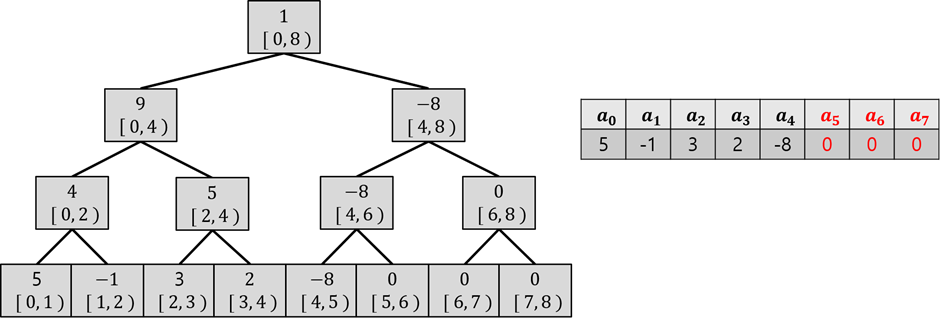 1
[ 0, 8 )
9
[ 0, 4 )
−8
[ 4, 8 )
4
[ 0, 2 )
5
[ 2, 4 )
−8
[ 4, 6 )
0
[ 6, 8 )
5
[ 0, 1 )
−1
[ 1, 2 )
3
[ 2, 3 )
2
[ 3, 4 )
−8
[ 4, 5 )
0
[ 5, 6 )
0
[ 6, 7 )
0
[ 7, 8 )
a₀ a₁ a₂ a₃ a₄ a₅ a₆ a₇
5 -1 3 2 -8 0 0 0